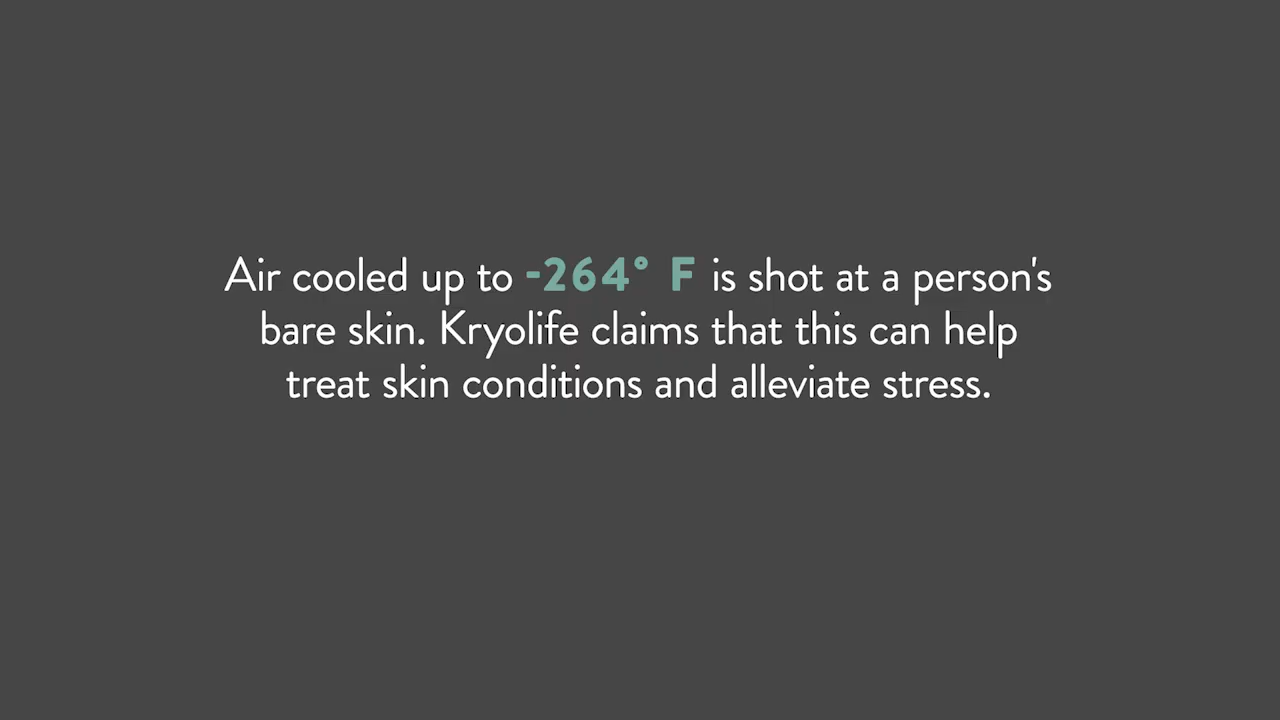 Air cooled up to -264° F is shot at a person's
bare skin. Kryolife claims that this can help
treat skin conditions and alleviate stress.